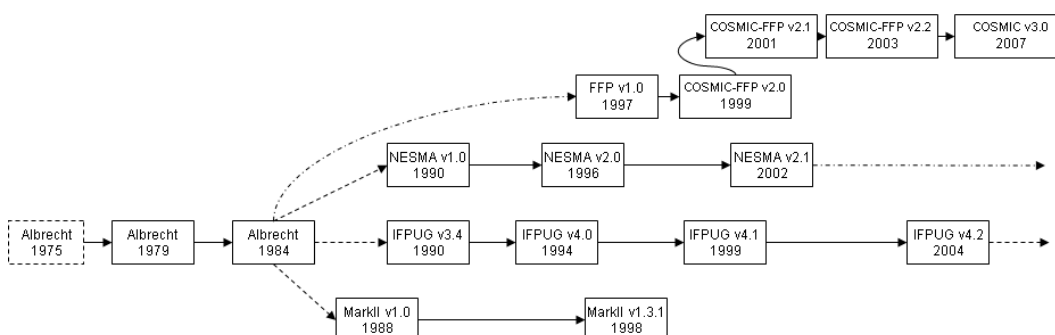 COSMIC-FFP v2.1
2001
COSMIC-FFP v2.2
2003
COSMIC v3.0
2007
FFP v1.0
1997
COSMIC-FFP v2.0
1999
NESMA v1.0
1990
NESMA v2.0
1996
NESMA v2.1
2002
Albrecht
1975
Albrecht
1979
Albrecht
1984
IFPUG v3.4
1990
IFPUG v4.0
1994
IFPUG v4.1
1999
IFPUG v4.2
2004
MarkII v1.0
1988
MarkII v1.3.1
1998